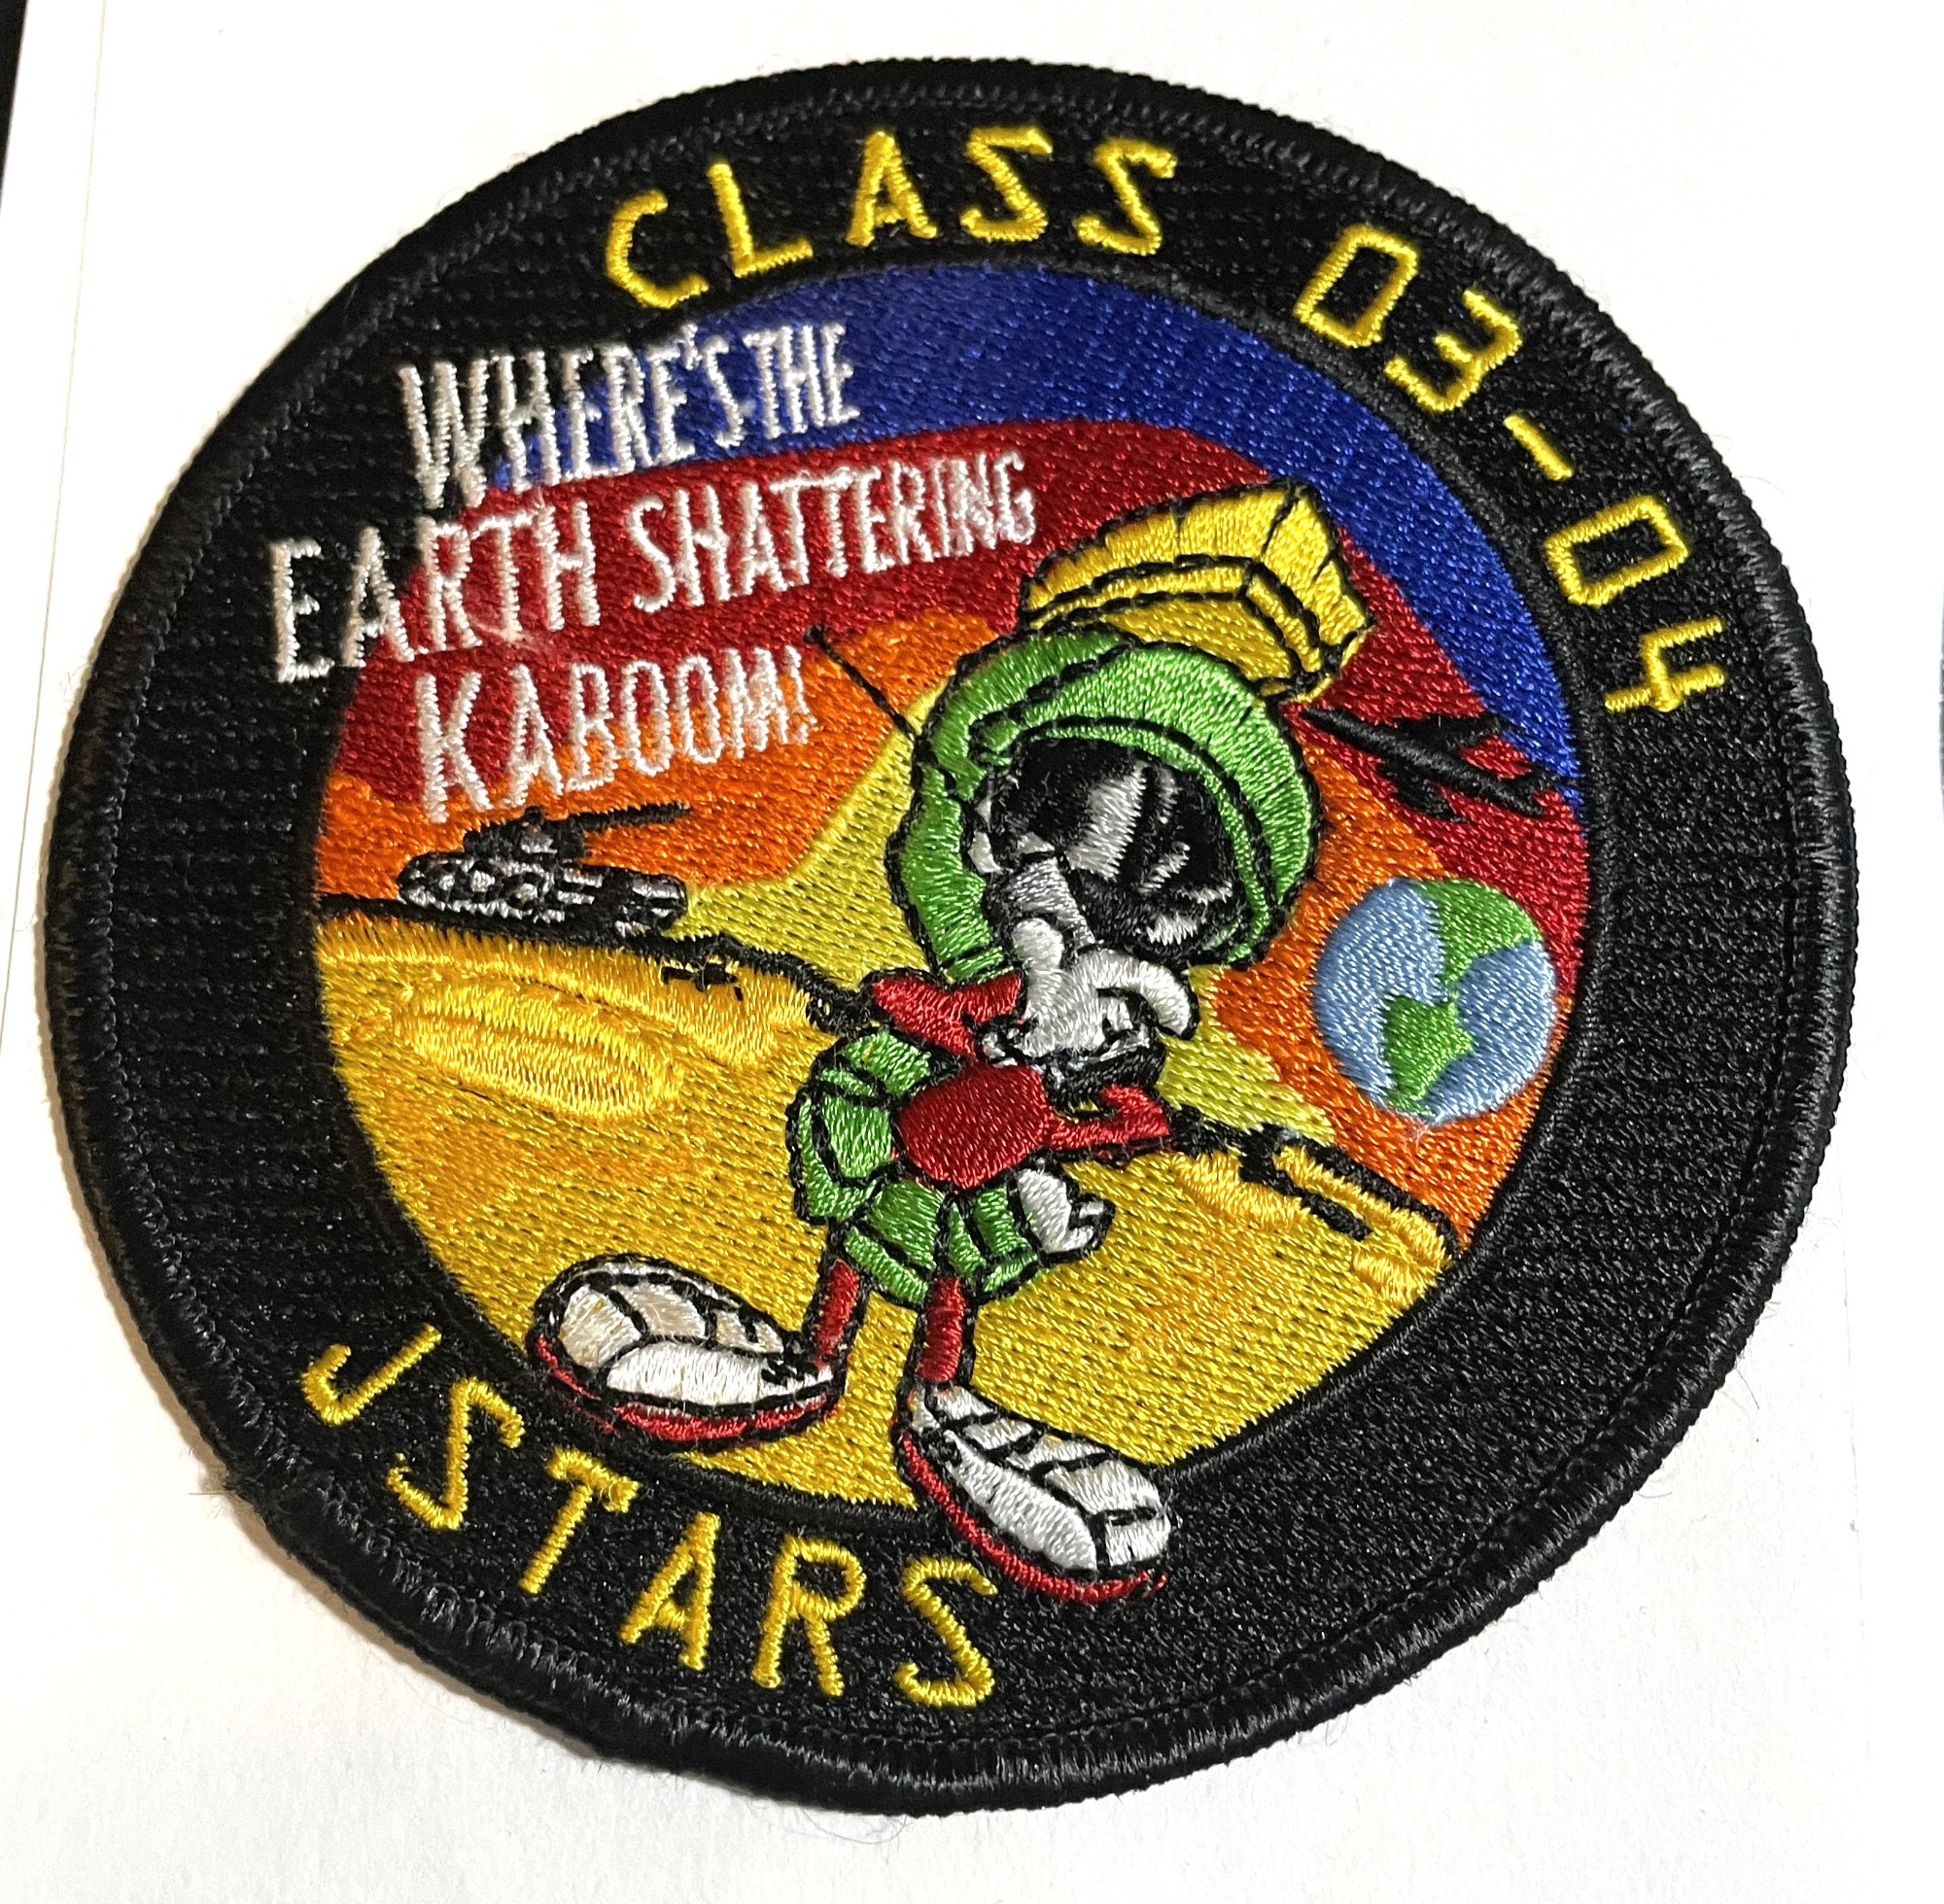 CLASS 03-04
WHERE'S THE
EARTH SHATTERING
KABOOM!
JSTARS